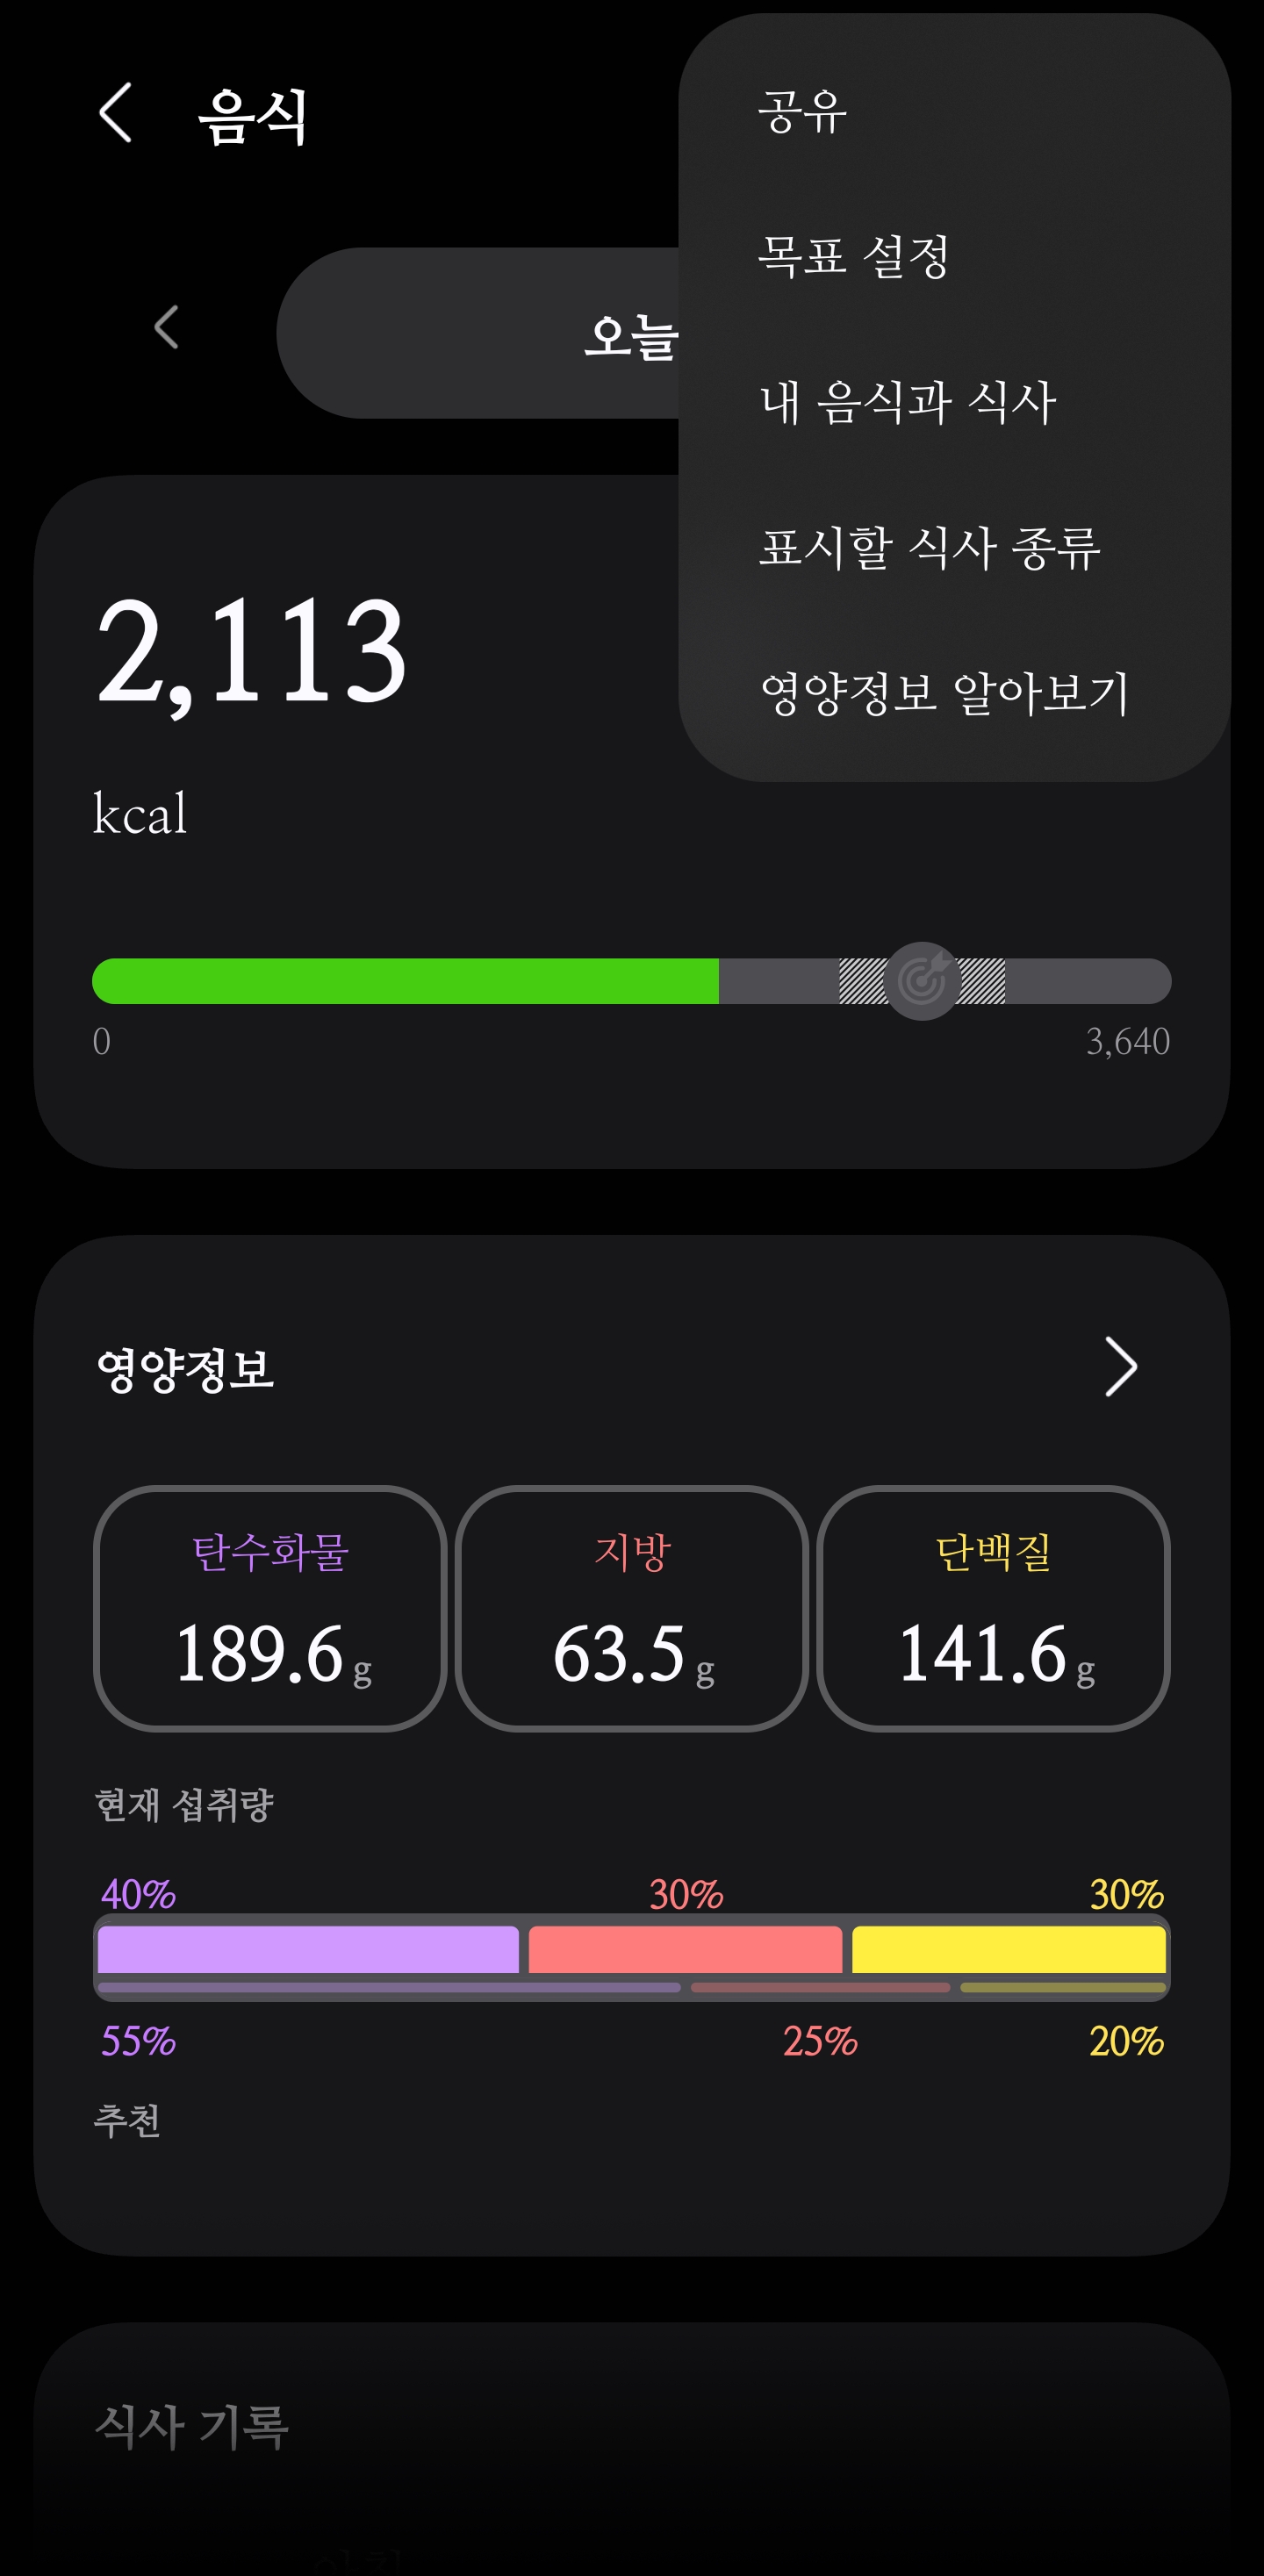 음식
공유
목표 설정
오늘
내 음식과 식사
표시할 식사 종류
영양정보 알아보기
2,113
kcal
0 3,640
영양정보
탄수화물 지방 단백질
189.6 g 63.5 g 141.6 g
현재 섭취량
40% 30% 30%
55% 25% 20%
추천
식사 기록